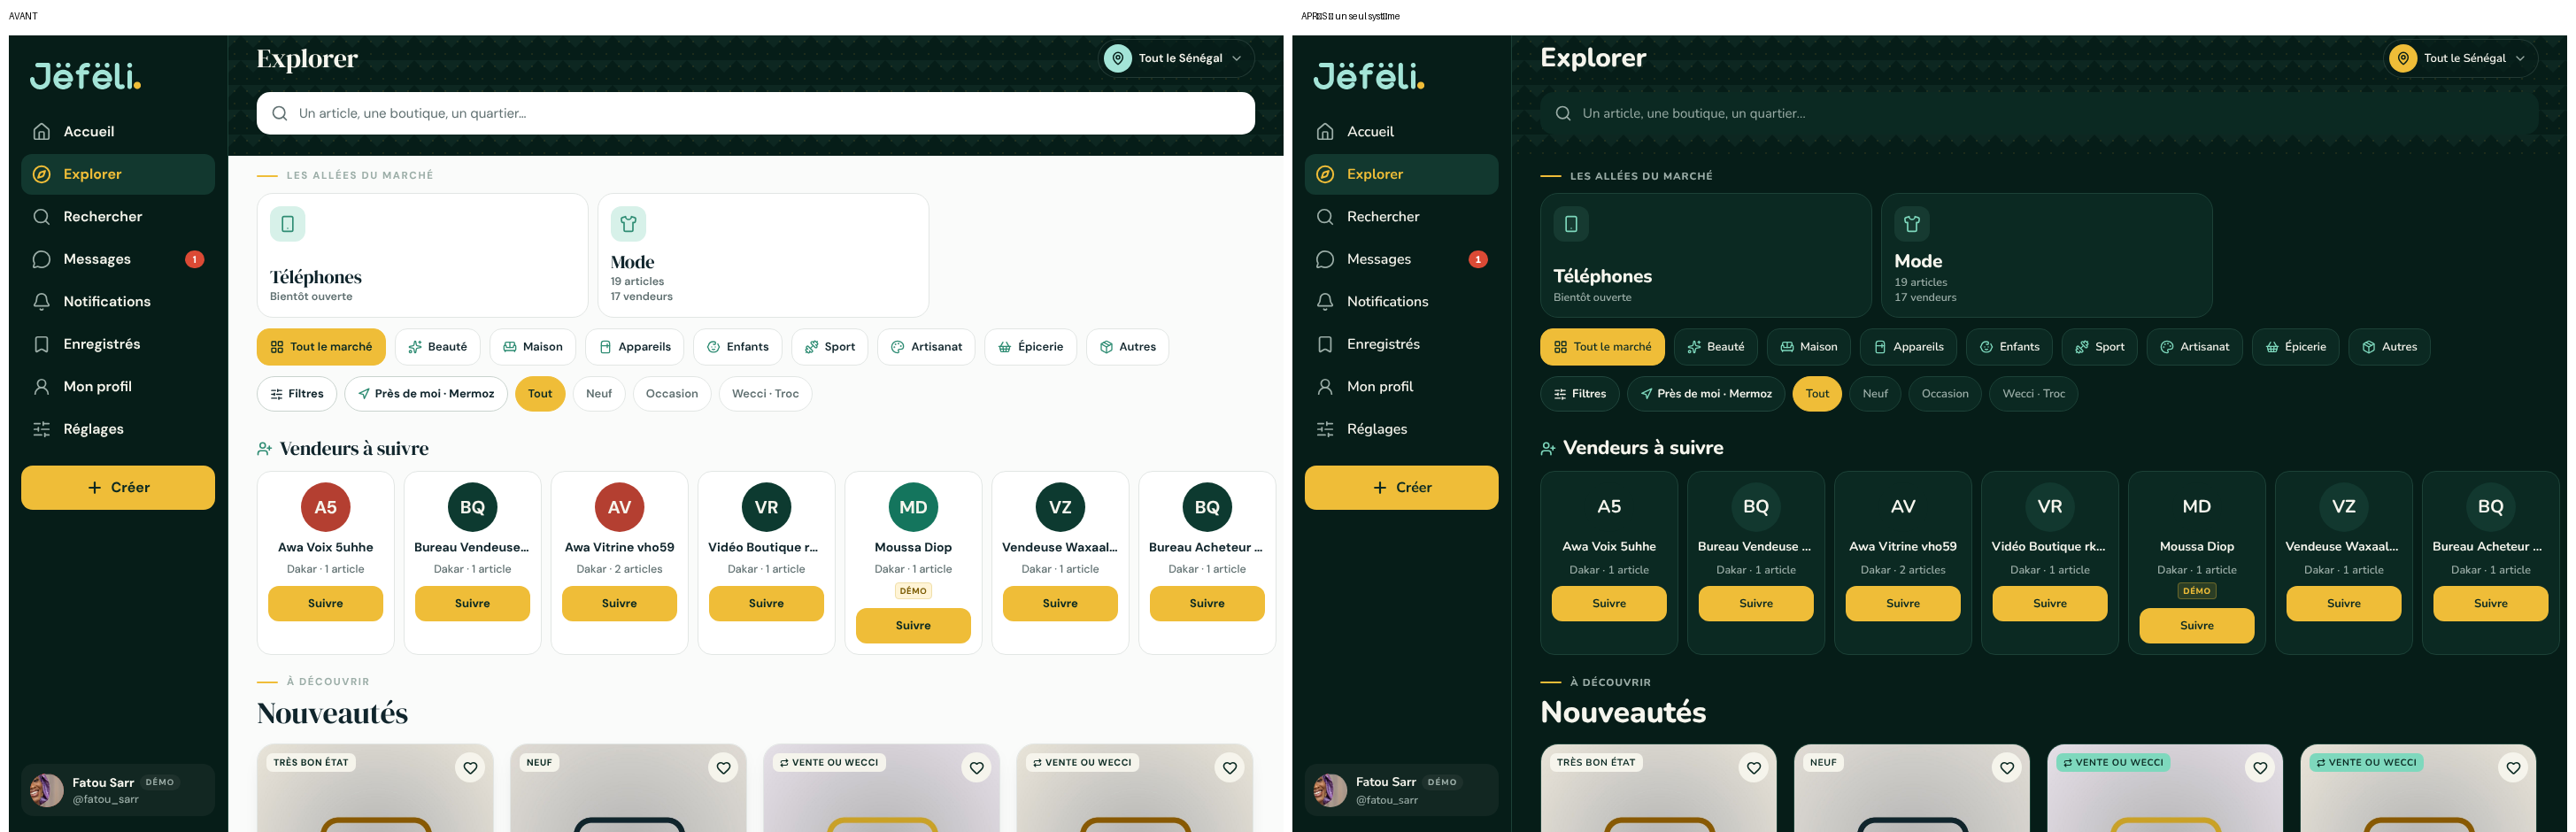 AVANT
Jëfëli.
Accueil
Explorer
Rechercher
Messages 1
Notifications
Enregistrés
Mon profil
Réglages
+ Créer
Fatou Sarr DÉMO
@fatou_sarr
Explorer
Tout le Sénégal
Un article, une boutique, un quartier...
LES ALLÉES DU MARCHÉ
Téléphones
Bientôt ouverte
Mode
19 articles
17 vendeurs
Tout le marché Beauté Maison Appareils Enfants Sport Artisanat Épicerie Autres
Filtres Près de moi · Mermoz Tout Neuf Occasion Wecci · Troc
Vendeurs à suivre
A5 BQ AV VR MD VZ BQ
Awa Voix 5uhhe Bureau Vendeuse... Awa Vitrine vho59 Vidéo Boutique r... Moussa Diop Vendeuse Waxaal... Bureau Acheteur ...
Dakar · 1 article Dakar · 1 article Dakar · 2 articles Dakar · 1 article Dakar · 1 article Dakar · 1 article Dakar · 1 article
DÉMO
Suivre Suivre Suivre Suivre Suivre Suivre Suivre
À DÉCOUVRIR
Nouveautés
TRÈS BON ÉTAT NEUF VENTE OU WECCI VENTE OU WECCI
APR□S □ un seul syst□me
Jëfëli.
Accueil
Explorer
Rechercher
Messages 1
Notifications
Enregistrés
Mon profil
Réglages
+ Créer
Fatou Sarr DÉMO
@fatou_sarr
Explorer
Tout le Sénégal
Un article, une boutique, un quartier...
LES ALLÉES DU MARCHÉ
Téléphones
Bientôt ouverte
Mode
19 articles
17 vendeurs
Tout le marché Beauté Maison Appareils Enfants Sport Artisanat Épicerie Autres
Filtres Près de moi · Mermoz Tout Neuf Occasion Wecci · Troc
Vendeurs à suivre
A5 BQ AV VR MD VZ BQ
Awa Voix 5uhhe Bureau Vendeuse ... Awa Vitrine vho59 Vidéo Boutique rk... Moussa Diop Vendeuse Waxaal... Bureau Acheteur ...
Dakar · 1 article Dakar · 1 article Dakar · 2 articles Dakar · 1 article Dakar · 1 article Dakar · 1 article Dakar · 1 article
DÉMO
Suivre Suivre Suivre Suivre Suivre Suivre Suivre
À DÉCOUVRIR
Nouveautés
TRÈS BON ÉTAT NEUF VENTE OU WECCI VENTE OU WECCI